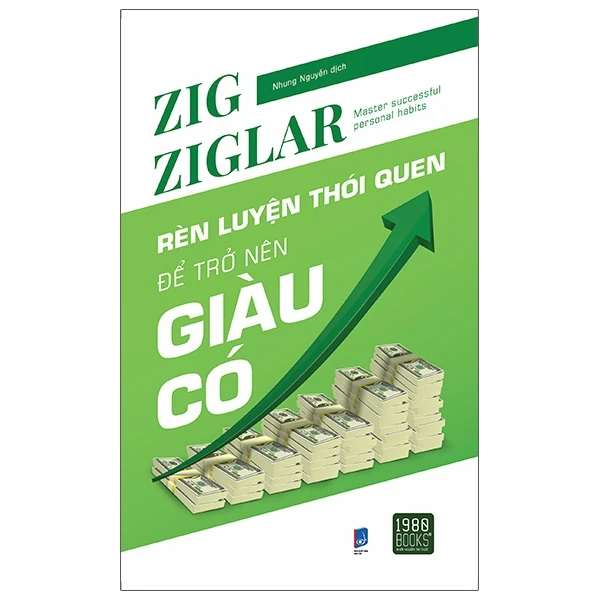 Nhung Nguyễn dịch
ZIG
ZIGLAR
Master successful
personal habits
RÈN LUYỆN THÓI QUEN
ĐỂ TRỞ NÊN
GIÀU
CÓ
1980
BOOKS